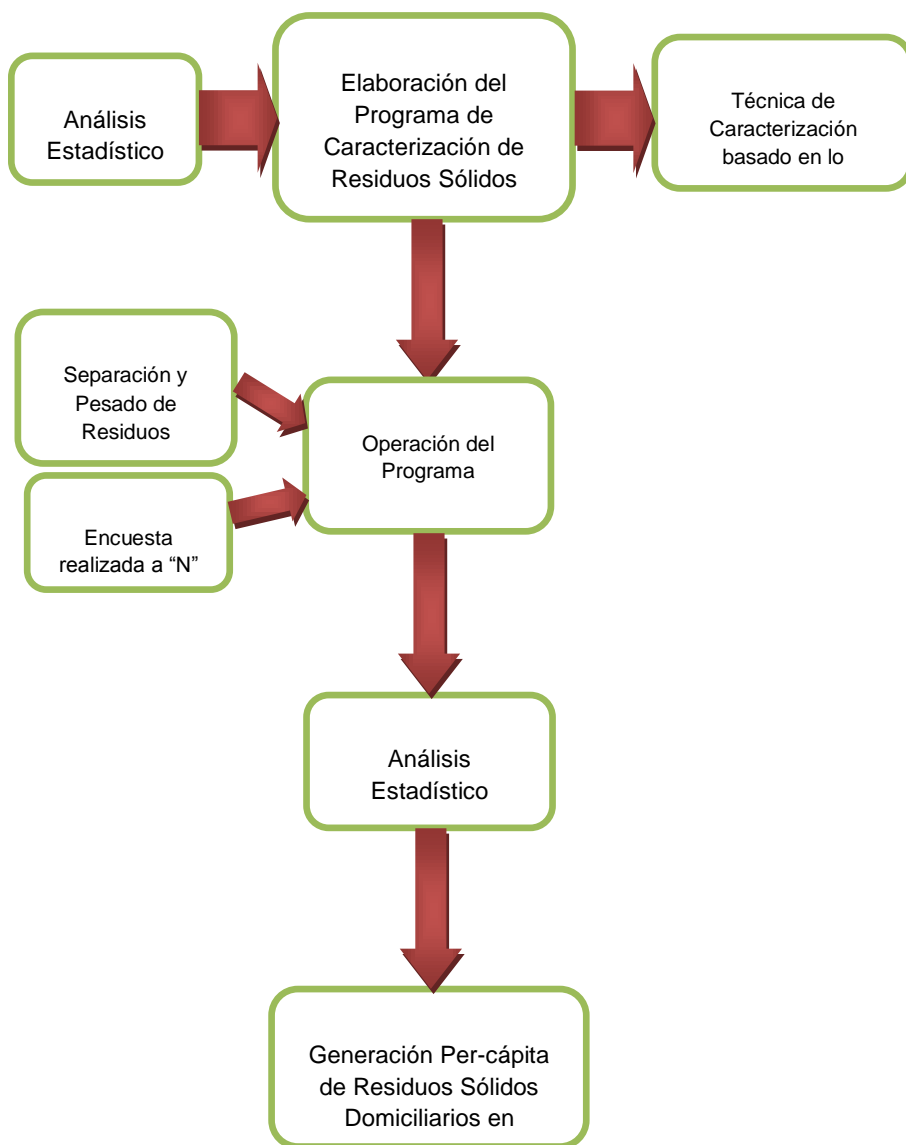 Análisis
Estadístico
Elaboración del
Programa de
Caracterización de
Residuos Sólidos
Técnica de
Caracterización
basado en lo
Separación y
Pesado de
Residuos
Operación del
Programa
Encuesta
realizada a “N”
Análisis
Estadístico
Generación Per-cápita
de Residuos Sólidos
Domiciliarios en